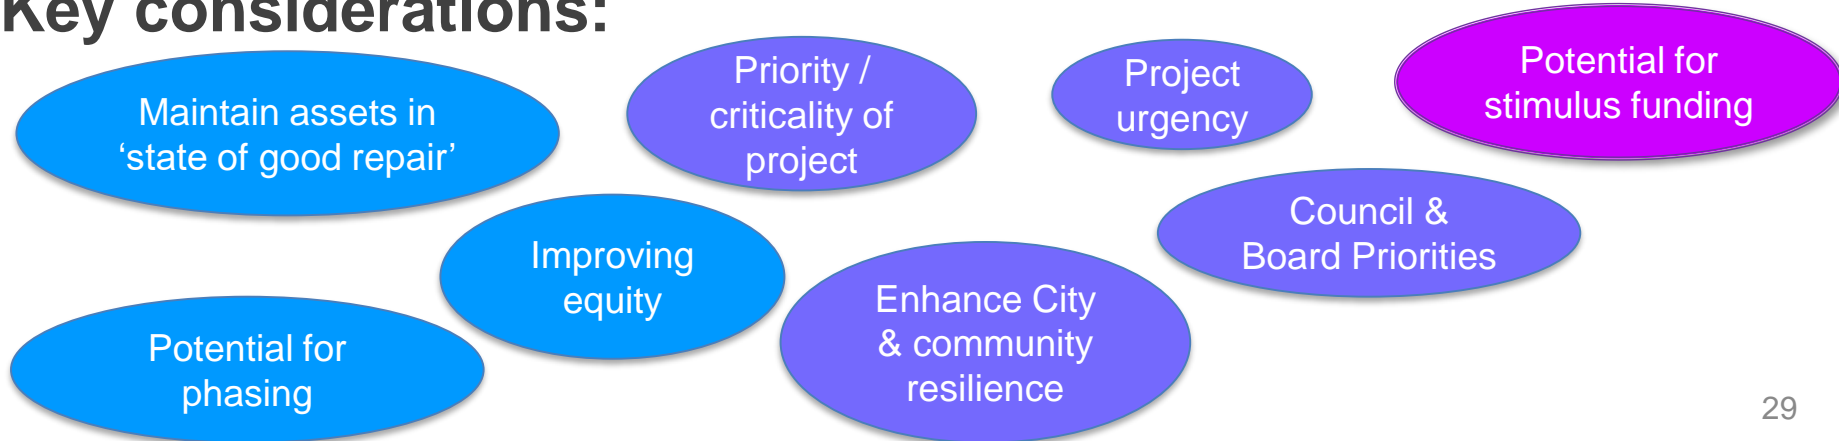 Key considerations:
Maintain assets in
‘state of good repair’
Priority /
criticality of
project
Project
urgency
Potential for
stimulus funding
Improving
equity
Council &
Board Priorities
Potential for
phasing
Enhance City
& community
resilience
29